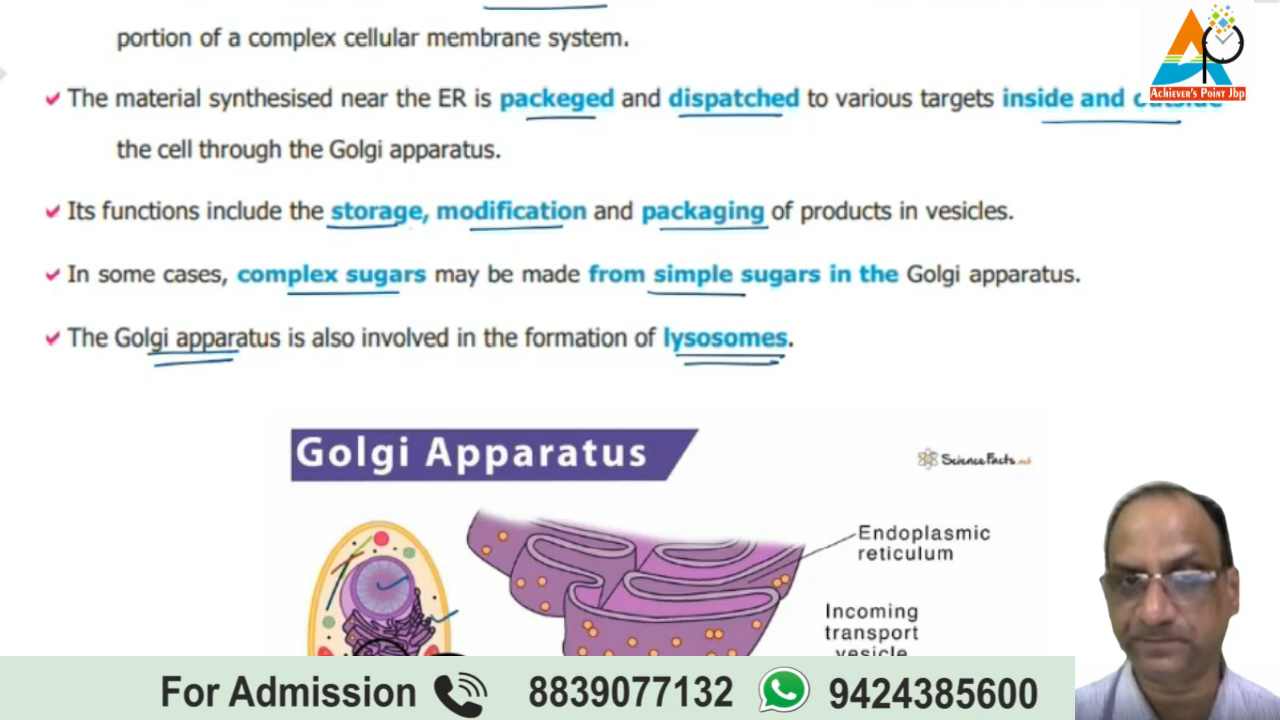 portion of a complex cellular membrane system.
The material synthesised near the ER is packeged and dispatched to various targets inside and outside
the cell through the Golgi apparatus.
Its functions include the storage, modification and packaging of products in vesicles.
In some cases, complex sugars may be made from simple sugars in the Golgi apparatus.
The Golgi apparatus is also involved in the formation of lysosomes.
ACHIEVER'S POINT JBP
Golgi Apparatus
ScienceFacts.net
Endoplasmic
reticulum
Incoming
transport
vesicle
For Admission 8839077132 9424385600